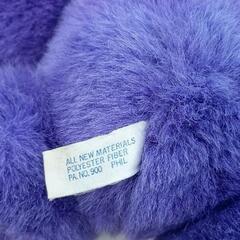 ALL NEW MATERIALS
POLYESTER FIBER
PA. NO. 900 PHIL